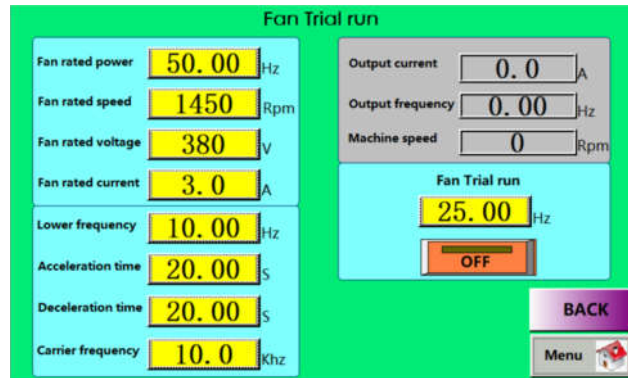 Fan Trial run
Fan rated power 50.00 Hz
Fan rated speed 1450 Rpm
Fan rated voltage 380 V
Fan rated current 3.0 A
Lower frequency 10.00 Hz
Acceleration time 20.00 S
Deceleration time 20.00 S
Carrier frequency 10.0 Khz
Output current 0.0 A
Output frequency 0.00 Hz
Machine speed 0 Rpm
Fan Trial run
25.00 Hz
OFF
BACK
Menu